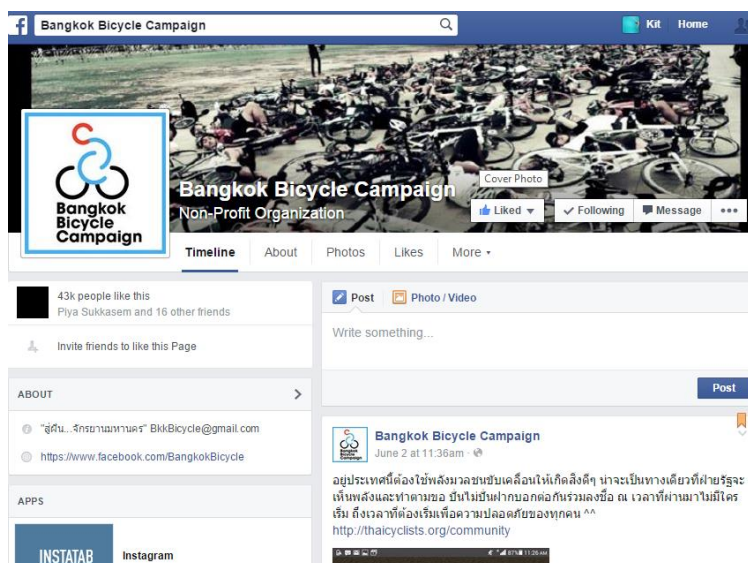 Bangkok Bicycle Campaign
Kit Home
Bangkok Bicycle Campaign
Cover Photo
Bangkok Bicycle Campaign
Non-Profit Organization
Liked Following Message
Timeline About Photos Likes More
43k people like this
Piya Sukkasem and 16 other friends
Invite friends to like this Page
ABOUT
"สู่ฝัน...จักรยานมหานคร" BkkBicycle@gmail.com
https://www.facebook.com/BangkokBicycle
APPS
INSTATAB Instagram
Post Photo / Video
Write something...
Post
Bangkok Bicycle Campaign
June 2 at 11:36am
อยู่ประเทศนี้ต้องใช้พลังมวลชนขับเคลื่อนให้เกิดสิ่งดีๆ น่าจะเป็นทางเดียวที่ฝ่ายรัฐจะ
เห็นพลังและทำตามขอ ปั่นไม่ปั่นฝากบอกต่อกันร่วมลงชื่อ ณ เวลาที่ผ่านมาไม่มีใคร
เริ่ม ถึงเวลาที่ต้องเริ่มเพื่อความปลอดภัยของทุกคน ^^
http://thaicyclists.org/community
87% 11:26 AM